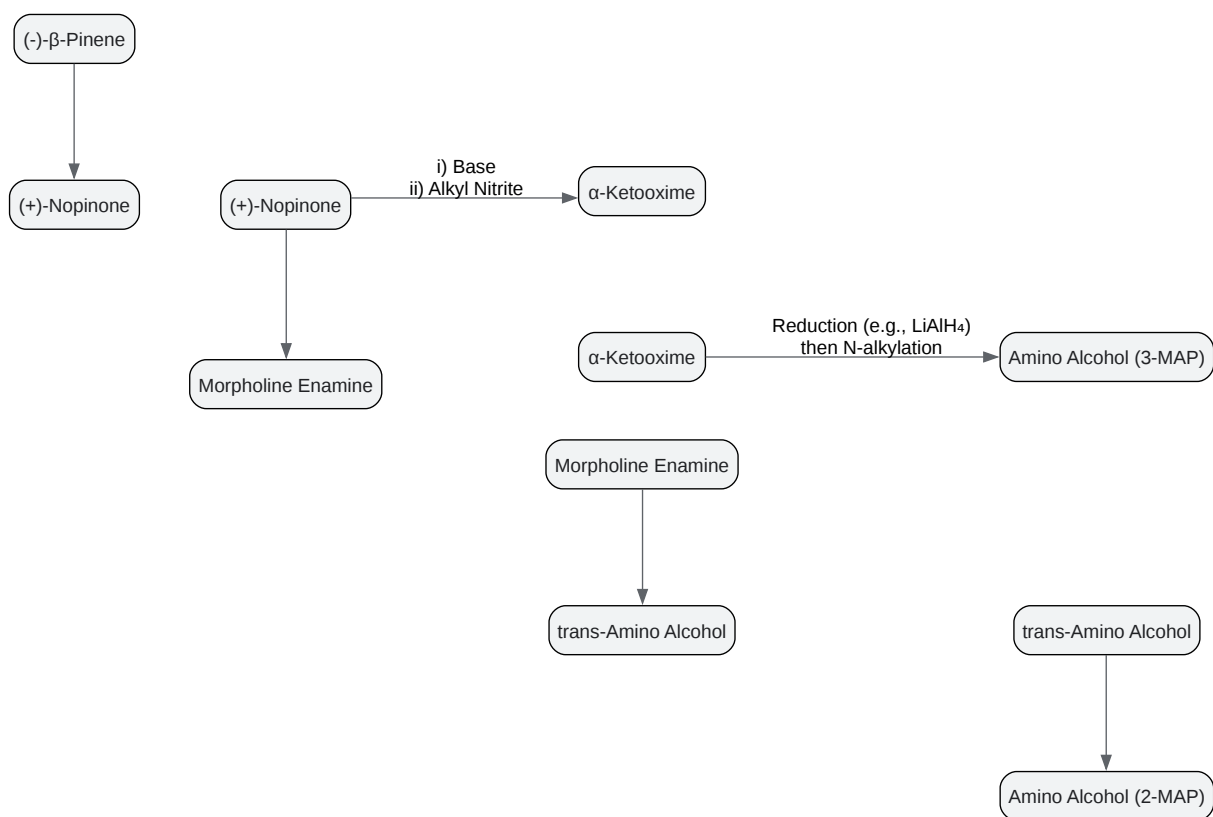 (-)-β-Pinene
(+)-Nopinone
(+)-Nopinone
i) Base
ii) Alkyl Nitrite
α-Ketooxime
Morpholine Enamine
α-Ketooxime
Reduction (e.g., LiAlH₄)
then N-alkylation
Amino Alcohol (3-MAP)
Morpholine Enamine
trans-Amino Alcohol
trans-Amino Alcohol
Amino Alcohol (2-MAP)